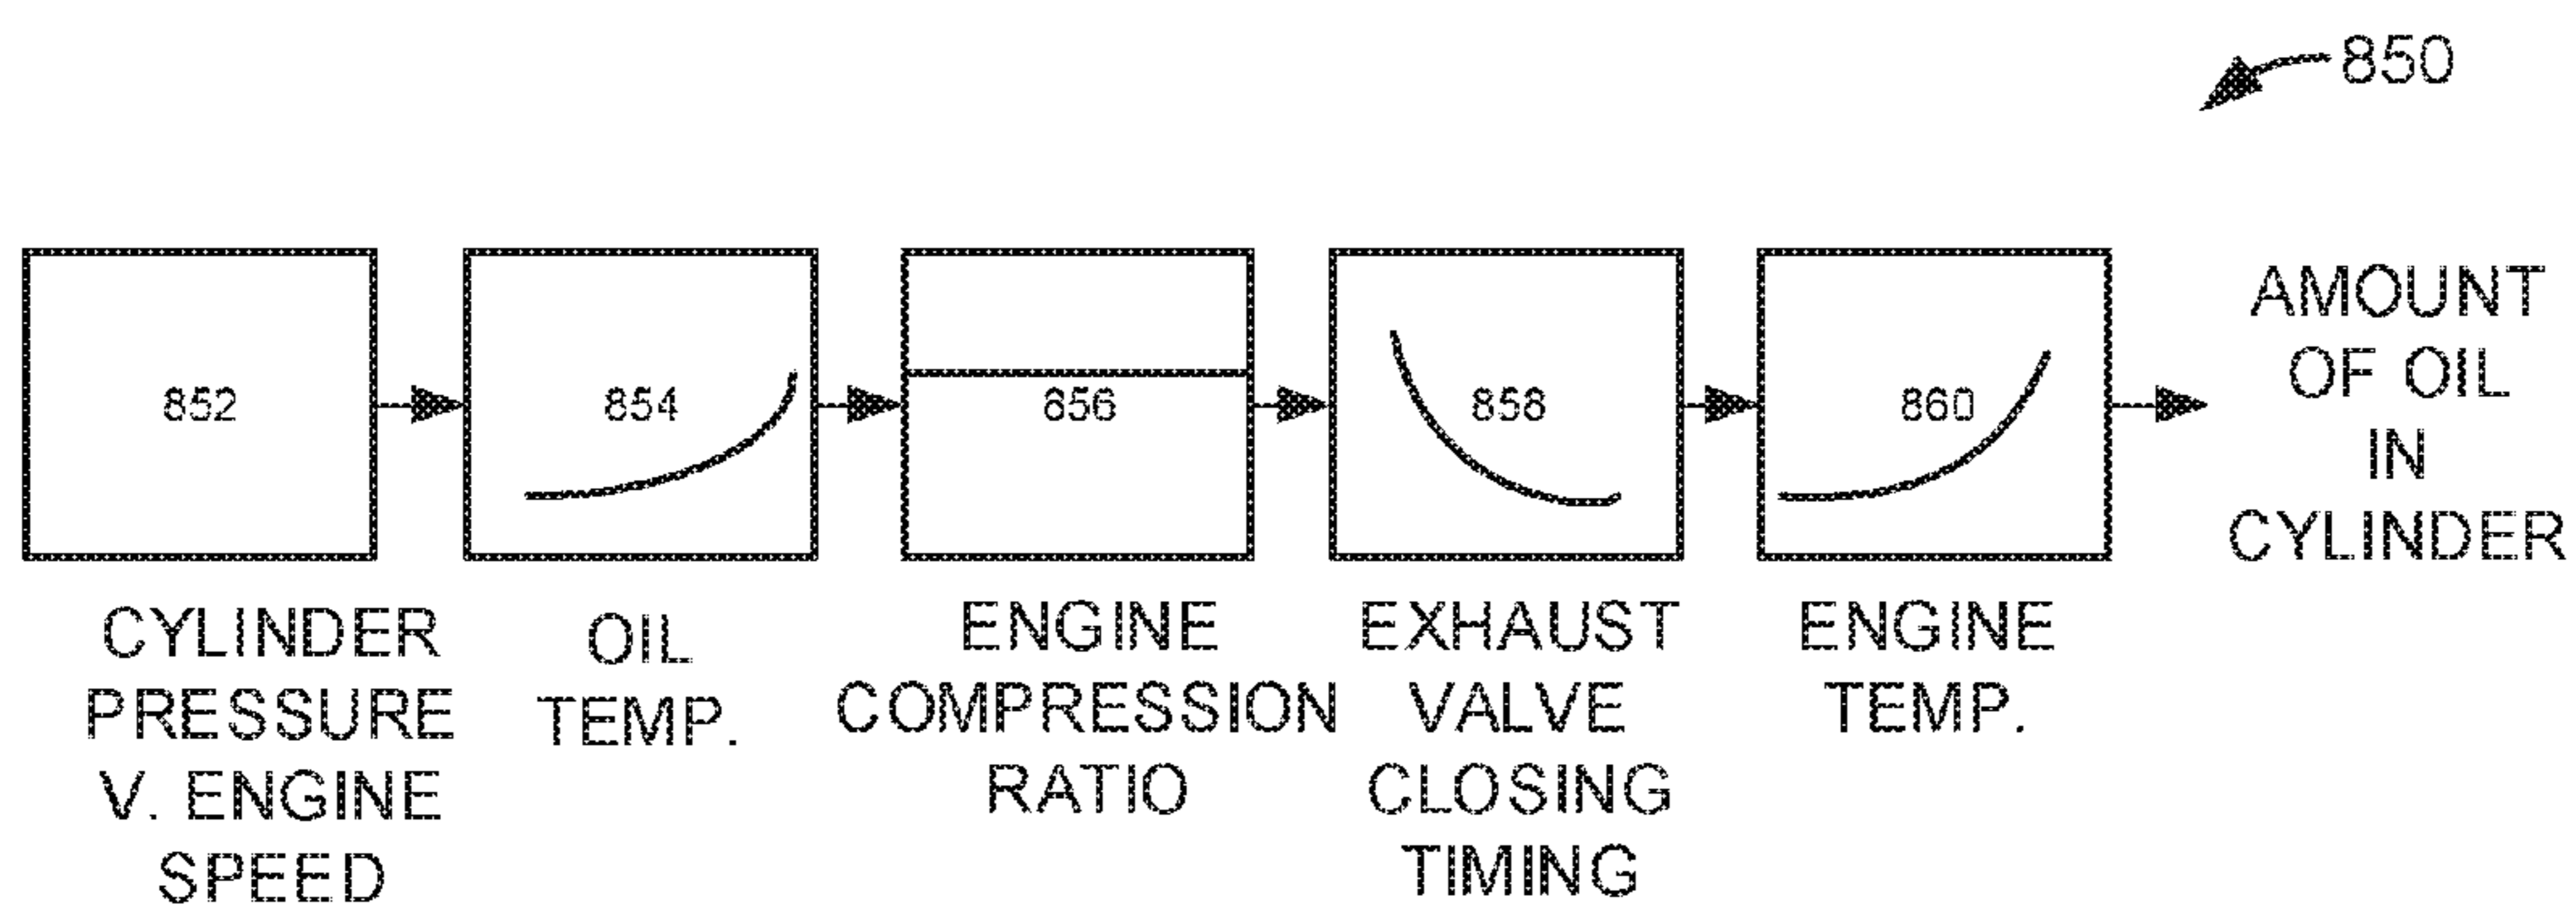 850
852
854
856
858
860
AMOUNT
OF OIL
IN
CYLINDER
CYLINDER
PRESSURE
V. ENGINE
SPEED
OIL
TEMP.
ENGINE
COMPRESSION
RATIO
EXHAUST
VALVE
CLOSING
TIMING
ENGINE
TEMP.